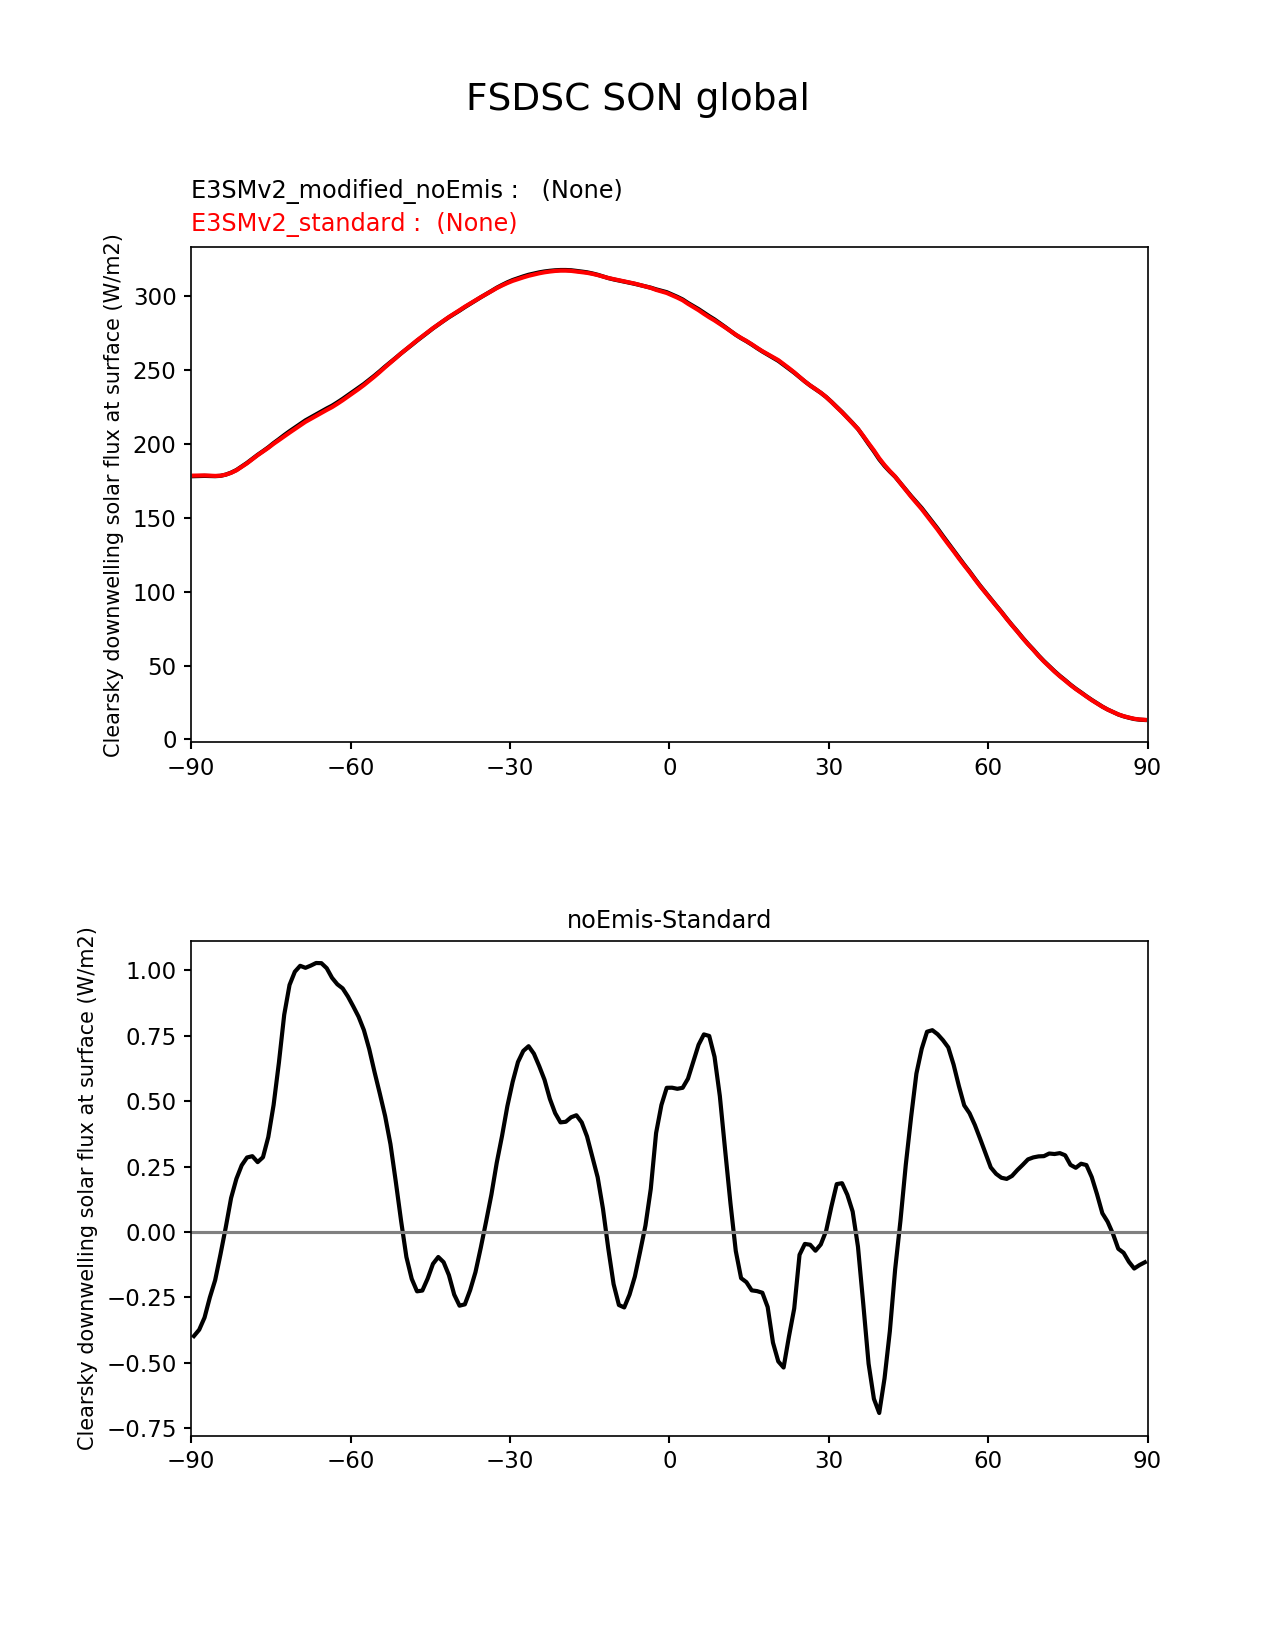 FSDSC SON global
E3SMv2_modified_noEmis :   (None)
E3SMv2_standard :  (None)
Clearsky downwelling solar flux at surface (W/m2)
300
250
200
150
100
50
0
−90 −60 −30 0 30 60 90
noEmis-Standard
Clearsky downwelling solar flux at surface (W/m2)
1.00
0.75
0.50
0.25
0.00
−0.25
−0.50
−0.75
−90 −60 −30 0 30 60 90